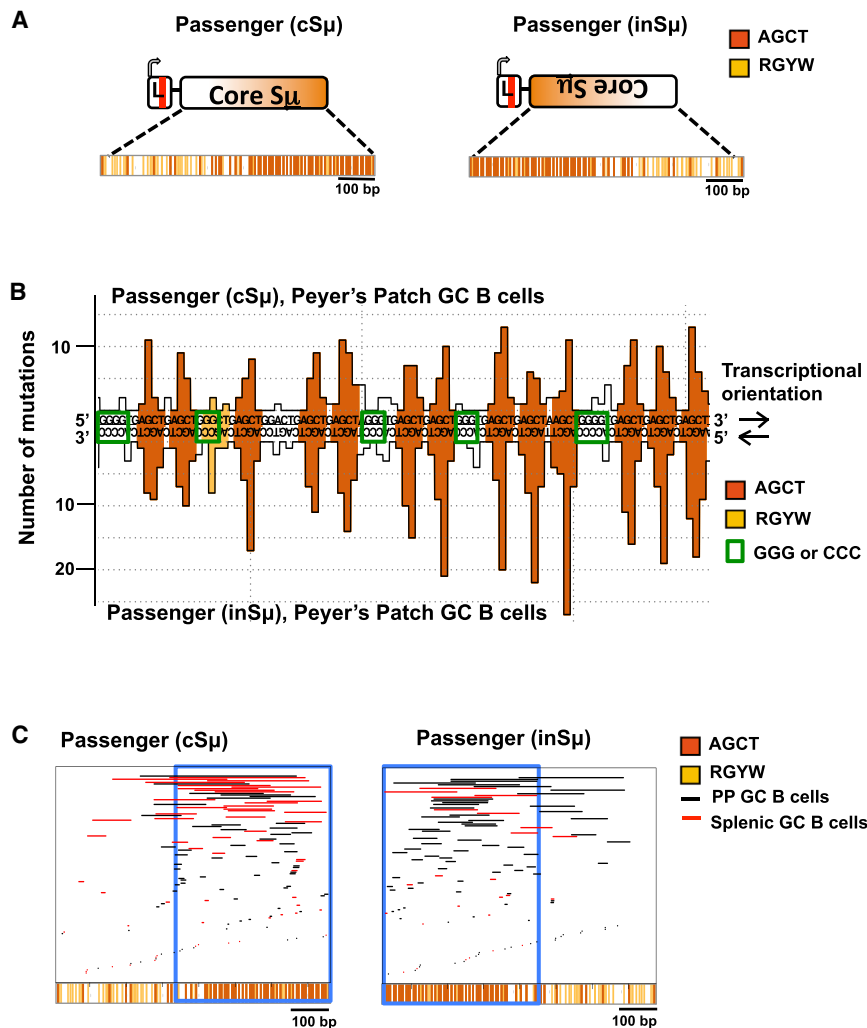 A
Passenger (cSµ)
Passenger (inSµ)
AGCT
RGYW
L
Core Sµ
L
Core Sµ
100 bp
100 bp
B
Passenger (cSµ), Peyer's Patch GC B cells
Number of mutations
10
10
20
5'
3'
3'
5'
Transcriptional
orientation
AGCT
RGYW
GGG or CCC
Passenger (inSµ), Peyer's Patch GC B cells
C
Passenger (cSµ)
Passenger (inSµ)
AGCT
RGYW
PP GC B cells
Splenic GC B cells
100 bp
100 bp